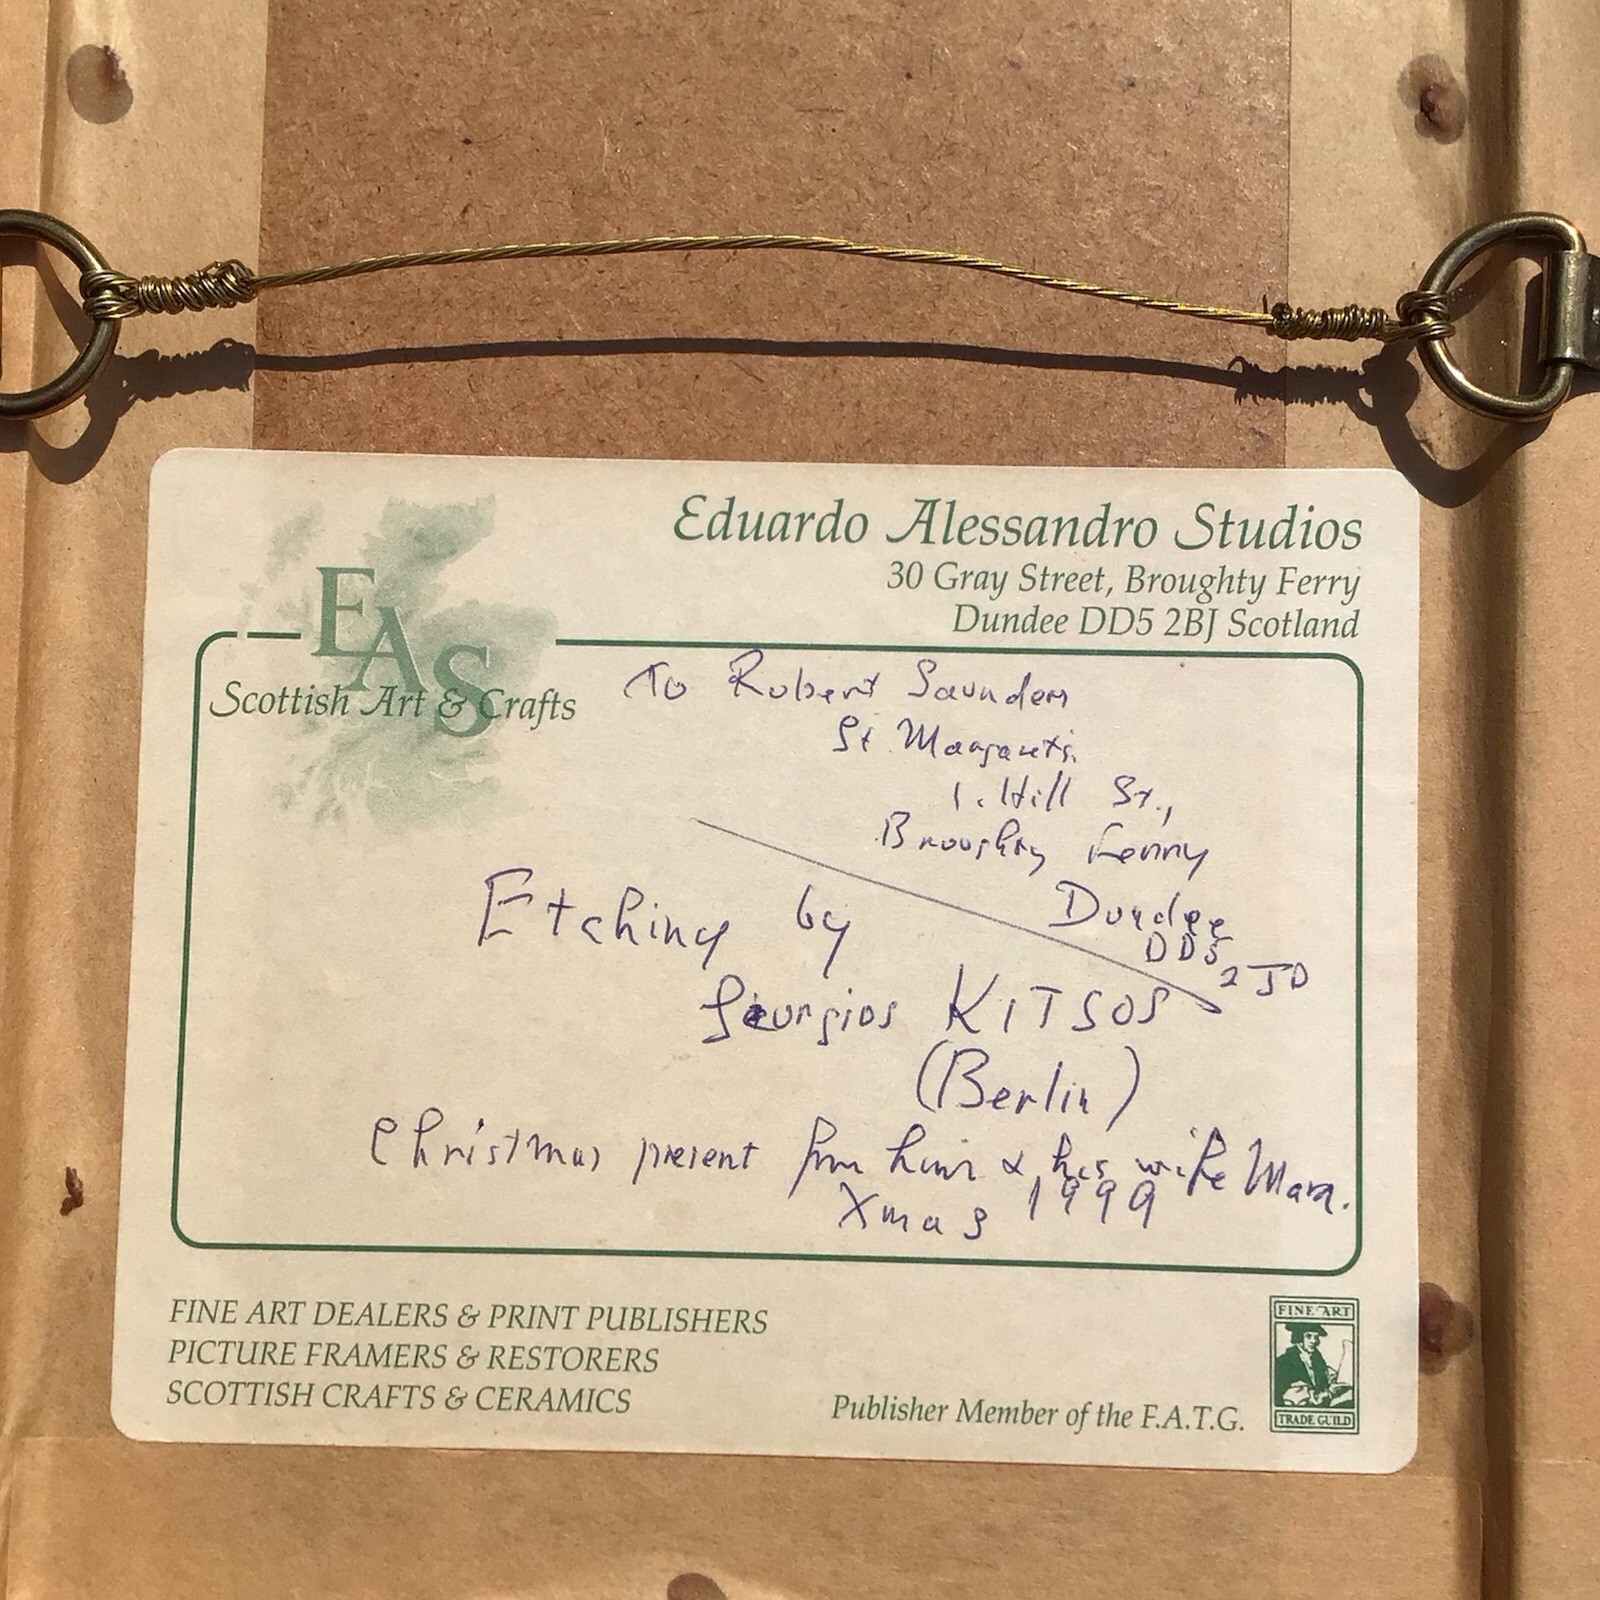 Eduardo Alessandro Studios
30 Gray Street, Broughty Ferry
Dundee DD5 2BJ Scotland
EAS
Scottish Art & Crafts
To Robert Saunders
St. Margaret's
1. Hill St.,
Broughty Ferry
Dundee
DD5
2JD
Etching by
Georgios KITSOS
(Berlin)
Christmas present from him & his wife Mara.
Xmas 1999
FINE ART DEALERS & PRINT PUBLISHERS
PICTURE FRAMERS & RESTORERS
SCOTTISH CRAFTS & CERAMICS
Publisher Member of the F.A.T.G.
FINE ART
TRADE GUILD